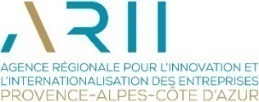 ARII
AGENCE RÉGIONALE POUR L'INNOVATION ET
L'INTERNATIONALISATION DES ENTREPRISES
PROVENCE-ALPES-CÔTE D'AZUR